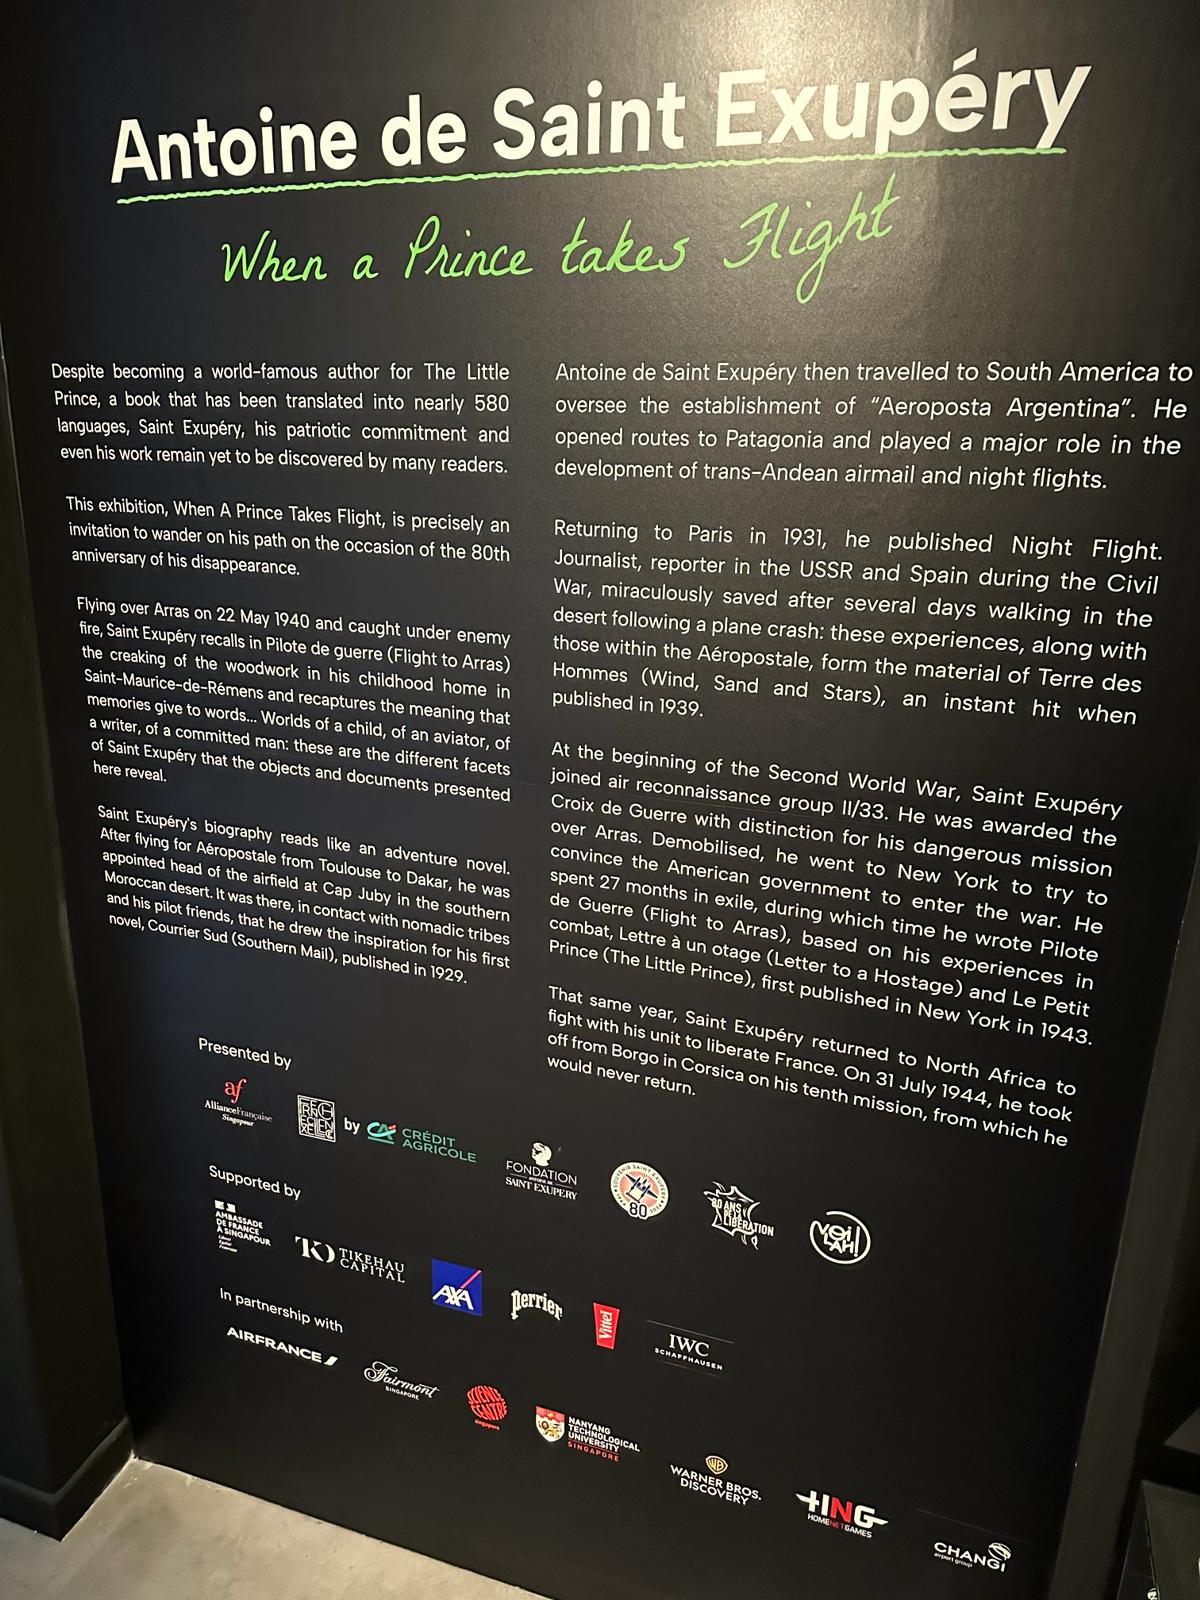 Antoine de Saint Exupéry
When a Prince takes Flight
Despite becoming a world-famous author for The Little
Prince, a book that has been translated into nearly 580
languages, Saint Exupéry, his patriotic commitment and
even his work remain yet to be discovered by many readers.
This exhibition, When A Prince Takes Flight, is precisely an
invitation to wander on his path on the occasion of the 80th
anniversary of his disappearance.
Flying over Arras on 22 May 1940 and caught under enemy
fire, Saint Exupéry recalls in Pilote de guerre (Flight to Arras)
the creaking of the woodwork in his childhood home in
Saint-Maurice-de-Rémens and recaptures the meaning that
memories give to words... Worlds of a child, of an aviator, of
a writer, of a committed man: these are the different facets
of Saint Exupéry that the objects and documents presented
here reveal.
Saint Exupéry's biography reads like an adventure novel.
After flying for Aéropostale from Toulouse to Dakar, he was
appointed head of the airfield at Cap Juby in the southern
Moroccan desert. It was there, in contact with nomadic tribes
and his pilot friends, that he drew the inspiration for his first
novel, Courrier Sud (Southern Mail), published in 1929.
Antoine de Saint Exupéry then travelled to South America to
oversee the establishment of “Aeroposta Argentina”. He
opened routes to Patagonia and played a major role in the
development of trans-Andean airmail and night flights.
Returning to Paris in 1931, he published Night Flight.
Journalist, reporter in the USSR and Spain during the Civil
War, miraculously saved after several days walking in the
desert following a plane crash: these experiences, along with
those within the Aéropostale, form the material of Terre des
Hommes (Wind, Sand and Stars), an instant hit when
published in 1939.
At the beginning of the Second World War, Saint Exupéry
joined air reconnaissance group II/33. He was awarded the
Croix de Guerre with distinction for his dangerous mission
over Arras. Demobilised, he went to New York to try to
convince the American government to enter the war. He
spent 27 months in exile, during which time he wrote Pilote
de Guerre (Flight to Arras), based on his experiences in
combat, Lettre à un otage (Letter to a Hostage) and Le Petit
Prince (The Little Prince), first published in New York in 1943.
That same year, Saint Exupéry returned to North Africa to
fight with his unit to liberate France. On 31 July 1944, he took
off from Borgo in Corsica on his tenth mission, from which he
would never return.
Presented by
af
AllianceFrançaise
Singapour
by
CA CRÉDIT
AGRICOLE
FONDATION
SAINT EXUPERY
SOUVENIR SAINT EXUPERY
80
80 ANS
DE LA
LIBÉRATION
VOILAH!
Supported by
AMBASSADE
DE FRANCE
À SINGAPOUR
Liberté
Égalité
Fraternité
TIKEHAU
CAPITAL
AXA
perrier
Vittel
IWC
SCHAFFHAUSEN
In partnership with
AIRFRANCE
Fairmont
SINGAPORE
SCIENCE
CENTRE
singapore
NANYANG
TECHNOLOGICAL
UNIVERSITY
SINGAPORE
WB
WARNER BROS.
DISCOVERY
HNG
HOMENETGAMES
CHANGI
airport group